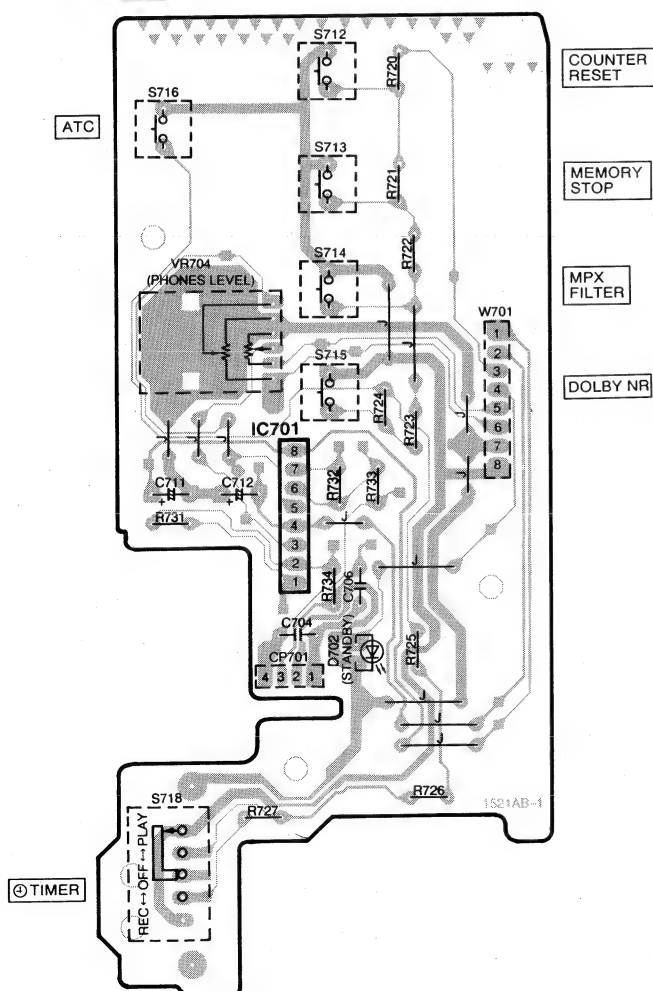 S712
R720
COUNTER
RESET
S716
ATC
S713
R721
MEMORY
STOP
R722
VR704
(PHONES LEVEL)
S714
MPX
FILTER
J
J
W701
1
2
3
4
5
6
7
8
S715
R724
R723
DOLBY NR
J
J
IC701
8
7
6
5
4
3
2
1
J
J
J
C711
+
C712
+
R731
R732
R733
J
R734
C706
J
C704
CP701
4 3 2 1
D702
(STANDBY)
R725
J
J
J
R726
1521AB-1
S718
R727
REC↔OFF↔PLAY
④ TIMER